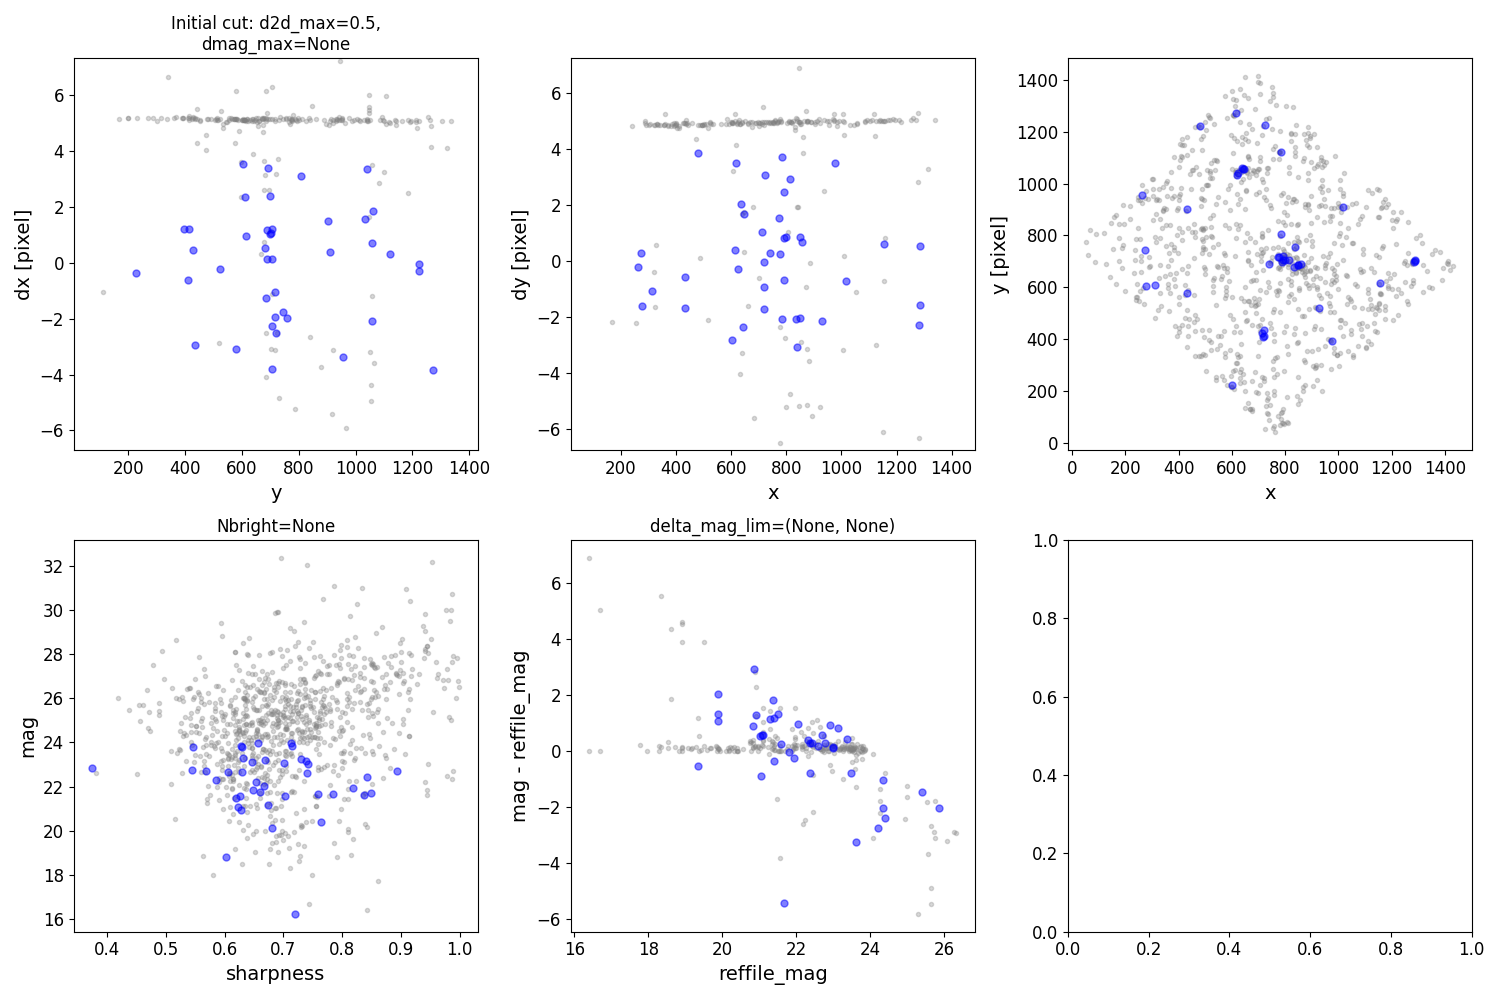 Initial cut: d2d_max=0.5,
dmag_max=None
dx [pixel]
6
4
2
0
−2
−4
−6
200 400 600 800 1000 1200 1400
y
dy [pixel]
6
4
2
0
−2
−4
−6
200 400 600 800 1000 1200 1400
x
y [pixel]
1400
1200
1000
800
600
400
200
0
0 200 400 600 800 1000 1200 1400
x
Nbright=None
mag
32
30
28
26
24
22
20
18
16
0.4 0.5 0.6 0.7 0.8 0.9 1.0
sharpness
delta_mag_lim=(None, None)
mag - reffile_mag
6
4
2
0
−2
−4
−6
16 18 20 22 24 26
reffile_mag
1.0
0.8
0.6
0.4
0.2
0.0
0.0 0.2 0.4 0.6 0.8 1.0